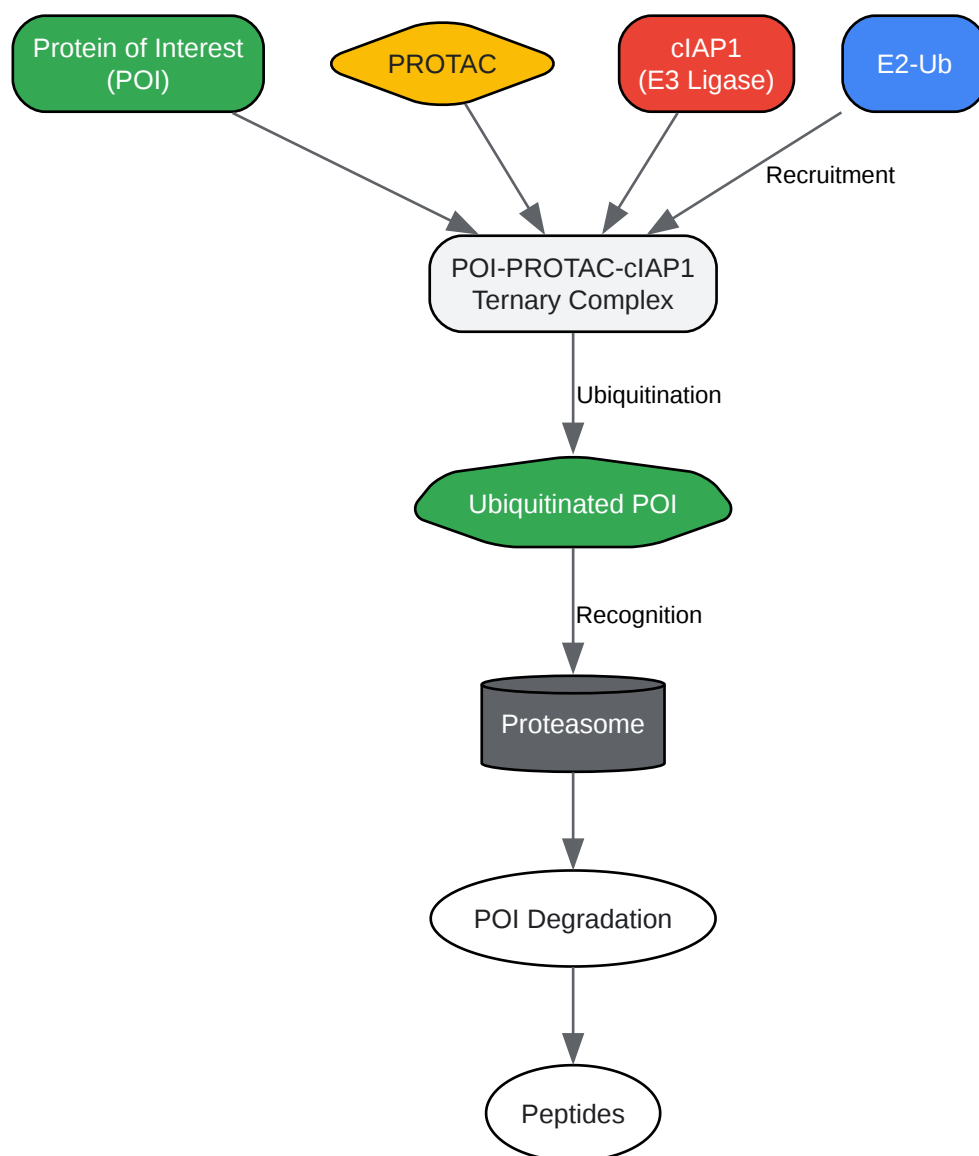 Protein of Interest
(POI)
PROTAC
cIAP1
(E3 Ligase)
E2-Ub
Recruitment
POI-PROTAC-cIAP1
Ternary Complex
Ubiquitination
Ubiquitinated POI
Recognition
Proteasome
POI Degradation
Peptides